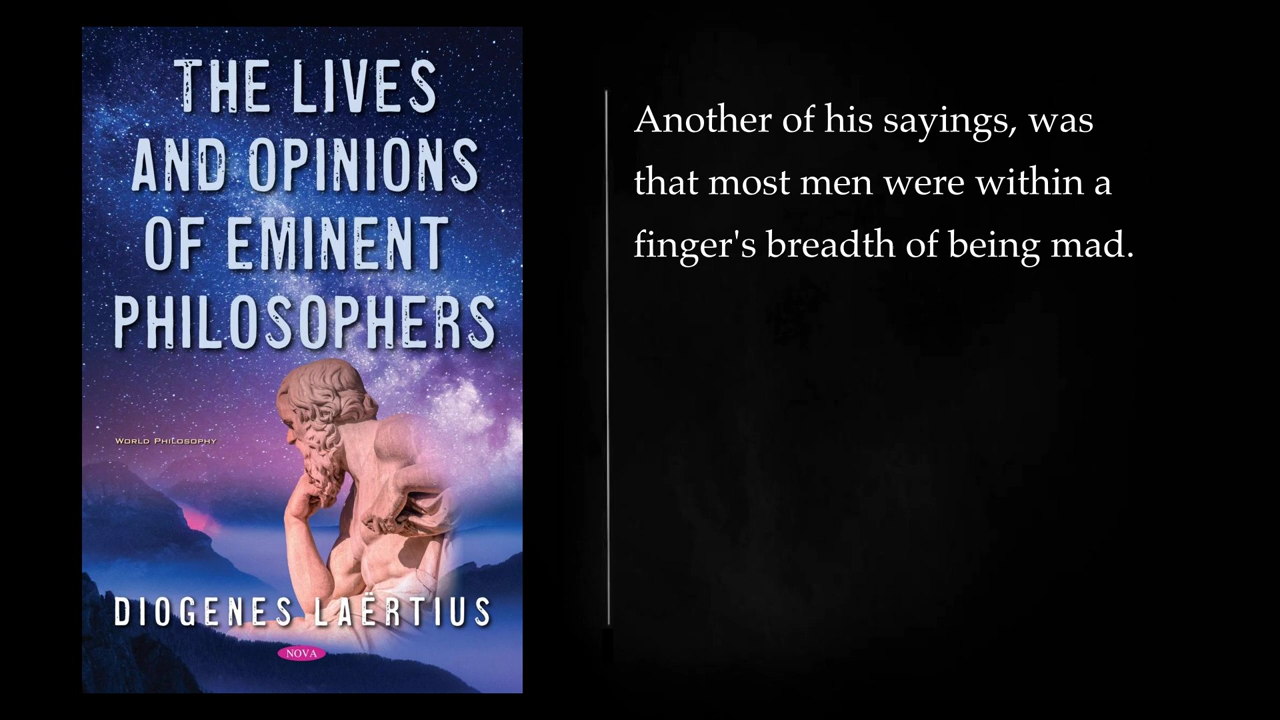 THE LIVES
AND OPINIONS
OF EMINENT
PHILOSOPHERS
WORLD PHILOSOPHY
DIOGENES LAËRTIUS
NOVA
Another of his sayings, was
that most men were within a
finger's breadth of being mad.